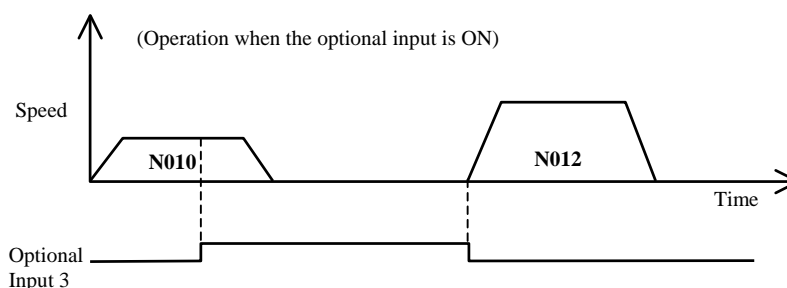 (Operation when the optional input is ON)
Speed
N010
N012
Time
Optional
Input 3